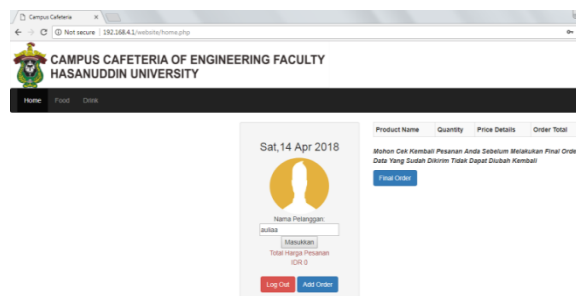 Campus Cafeteria
Not secure | 192.168.4.1/website/home.php
CAMPUS CAFETERIA OF ENGINEERING FACULTY
HASANUDDIN UNIVERSITY
Home Food Drink
Sat,14 Apr 2018
Nama Pelanggan:
auliaa
Masukkan
Total Harga Pesanan
IDR 0
Log Out Add Order
Product Name Quantity Price Details Order Total
Mohon Cek Kembali Pesanan Anda Sebelum Melakukan Final Orde
Data Yang Sudah Dikirim Tidak Dapat Diubah Kembali
Final Order